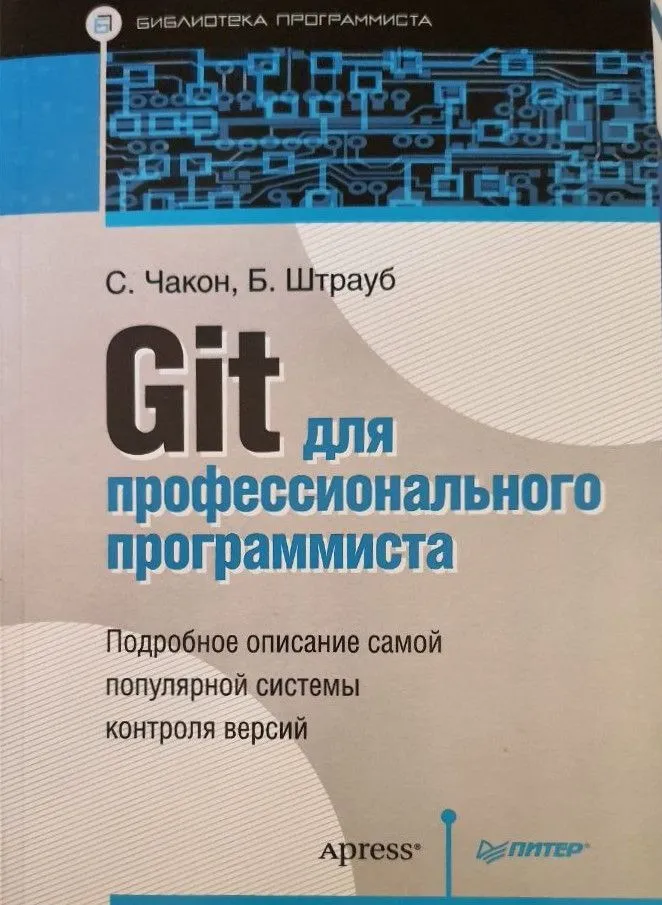 БИБЛИОТЕКА ПРОГРАММИСТА
С. Чакон, Б. Штрауб
Git для
профессионального
программиста
Подробное описание самой
популярной системы
контроля версий
Apress® ПИТЕР®